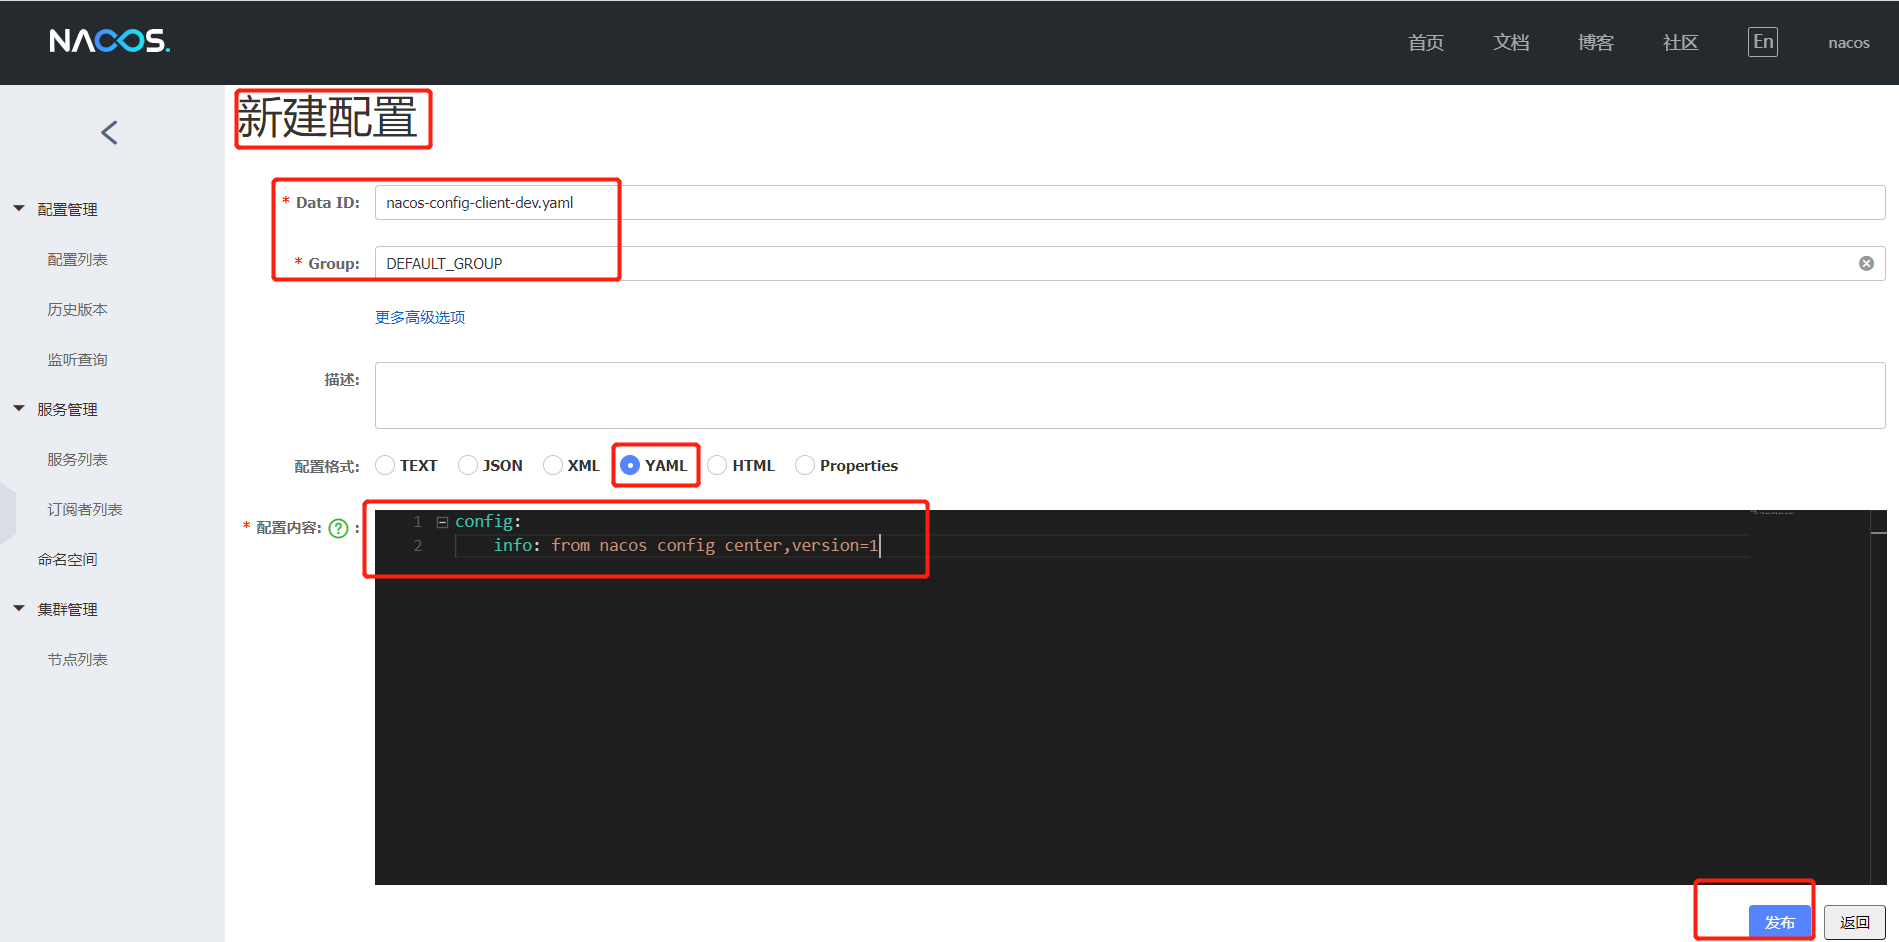 NACOS.
首页 文档 博客 社区 En nacos
新建配置
配置管理
配置列表
历史版本
监听查询
服务管理
服务列表
订阅者列表
命名空间
集群管理
节点列表
* Data ID: nacos-config-client-dev.yaml
* Group: DEFAULT_GROUP
更多高级选项
描述:
配置格式: TEXT JSON XML YAML HTML Properties
* 配置内容: ? :
1 config:
2 info: from nacos config center,version=1
发布 返回